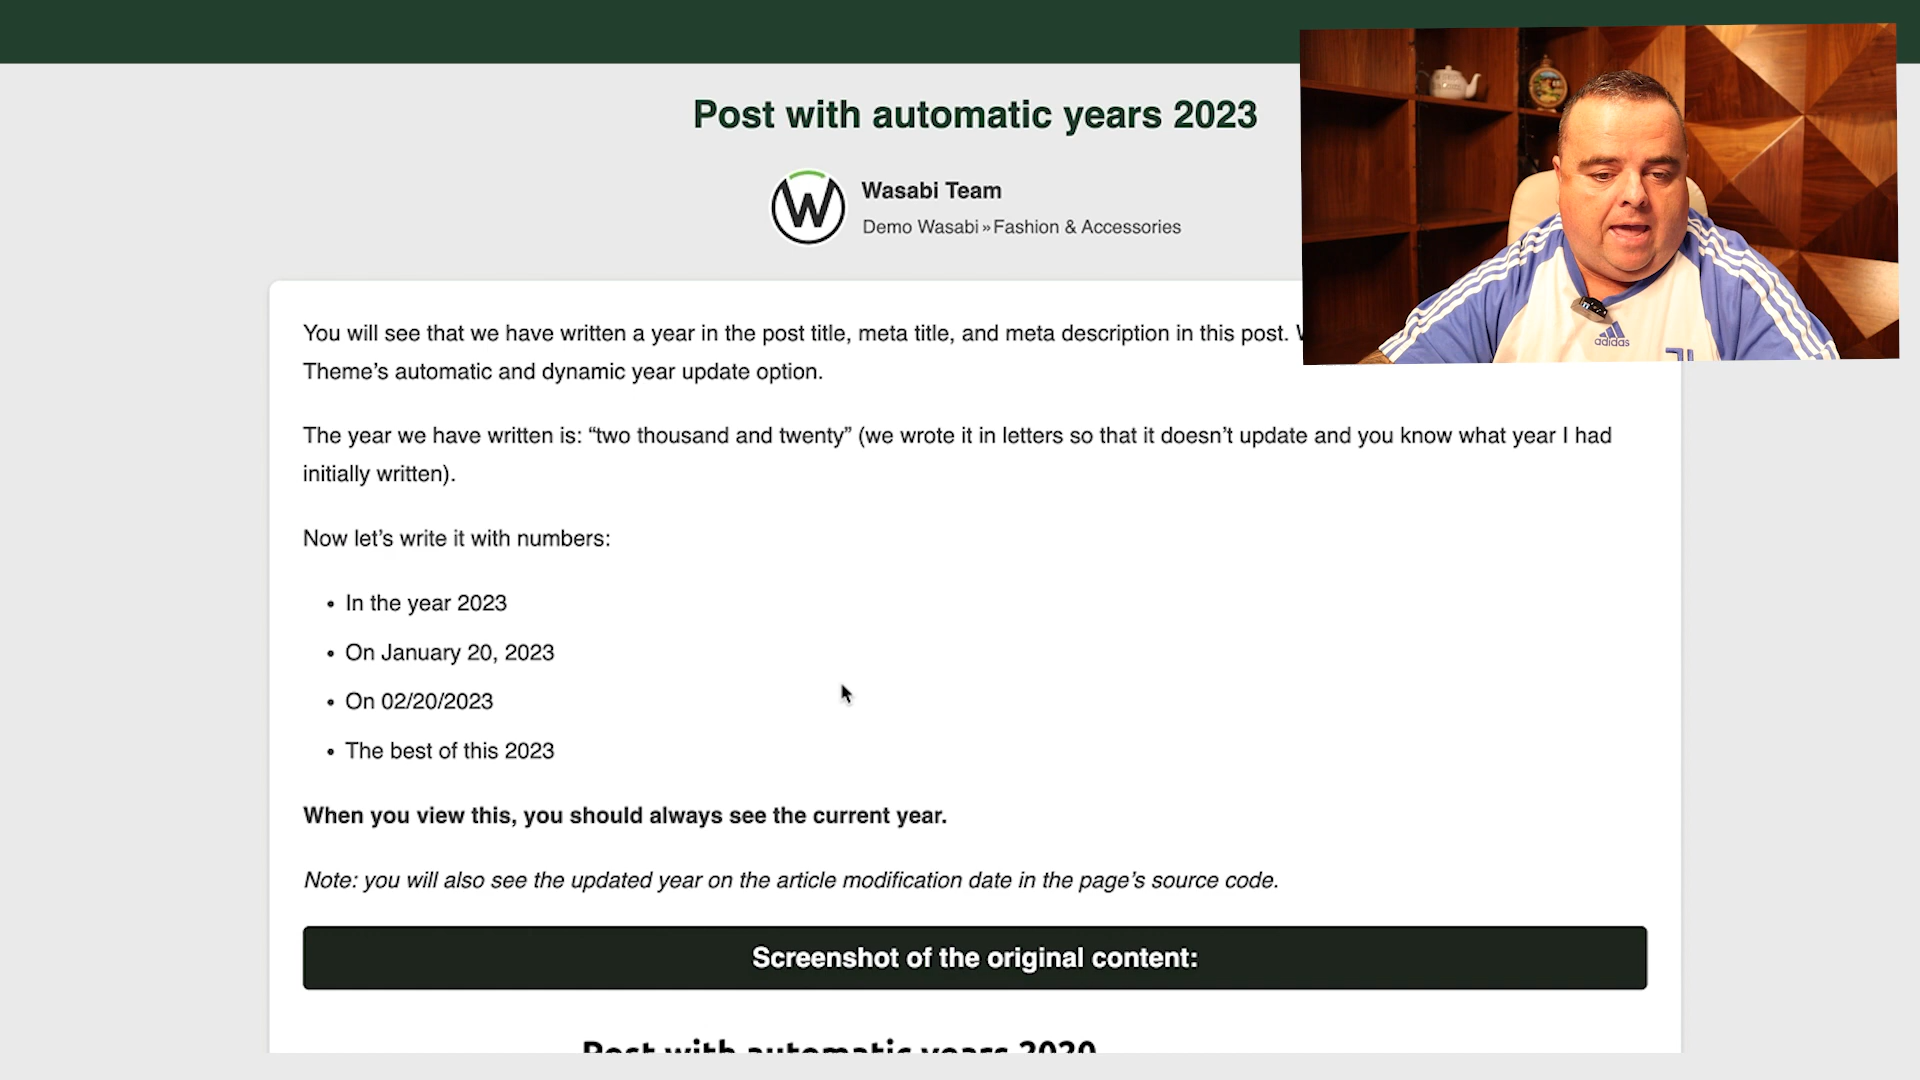 Post with automatic years 2023
W
Wasabi Team
Demo Wasabi » Fashion & Accessories
You will see that we have written a year in the post title, meta title, and meta description in this post.
Theme’s automatic and dynamic year update option.
The year we have written is: “two thousand and twenty” (we wrote it in letters so that it doesn’t update and you know what year I had
initially written).
Now let’s write it with numbers:
• In the year 2023
• On January 20, 2023
• On 02/20/2023
• The best of this 2023
When you view this, you should always see the current year.
Note: you will also see the updated year on the article modification date in the page’s source code.
Screenshot of the original content:
Post with automatic years 2020
adidas